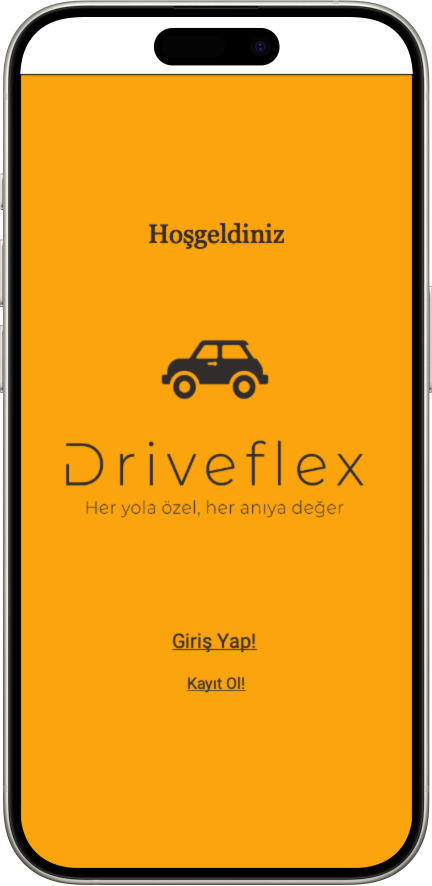 Hoşgeldiniz
Driveflex
Her yola özel, her anıya değer
Giriş Yap!
Kayıt Ol!